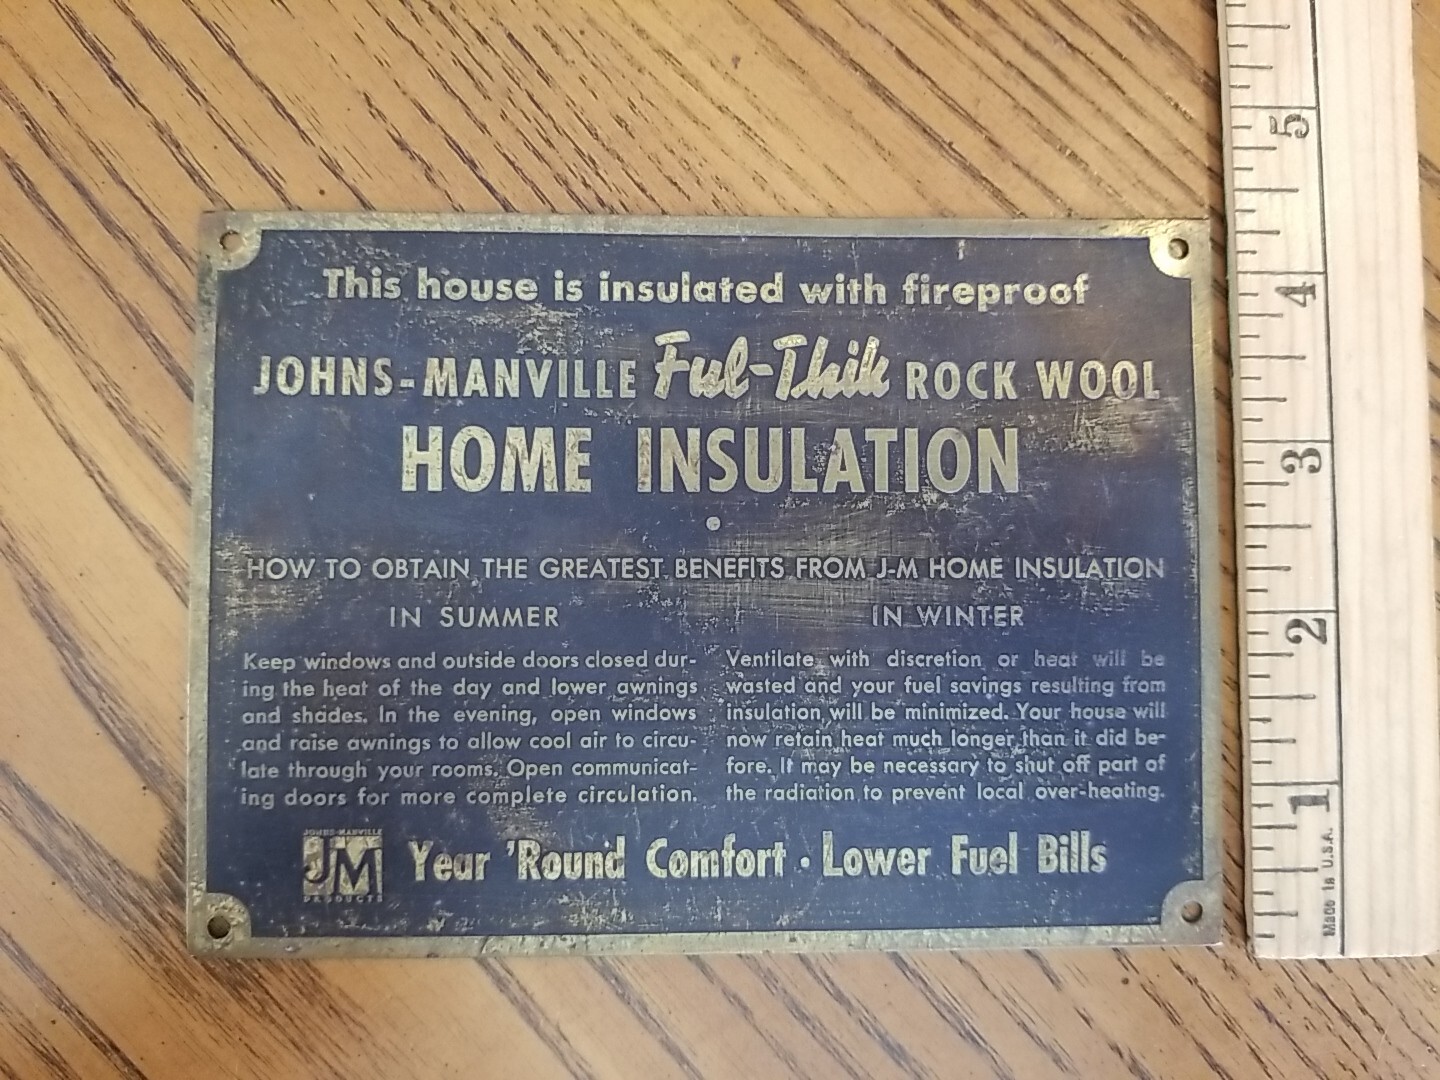 This house is insulated with fireproof
JOHNS-MANVILLE Ful-Thik ROCK WOOL
HOME INSULATION
HOW TO OBTAIN THE GREATEST BENEFITS FROM J-M HOME INSULATION
IN SUMMER
Keep windows and outside doors closed dur-
ing the heat of the day and lower awnings
and shades. In the evening, open windows
and raise awnings to allow cool air to circu-
late through your rooms. Open communicat-
ing doors for more complete circulation.
IN WINTER
Ventilate with discretion or heat will be
wasted and your fuel savings resulting from
insulation will be minimized. Your house will
now retain heat much longer than it did be-
fore. It may be necessary to shut off part of
the radiation to prevent local over-heating.
JOHNS-MANVILLE
JM
PRODUCTS
Year 'Round Comfort · Lower Fuel Bills
5
4
3
2
1
Made in U.S.A.